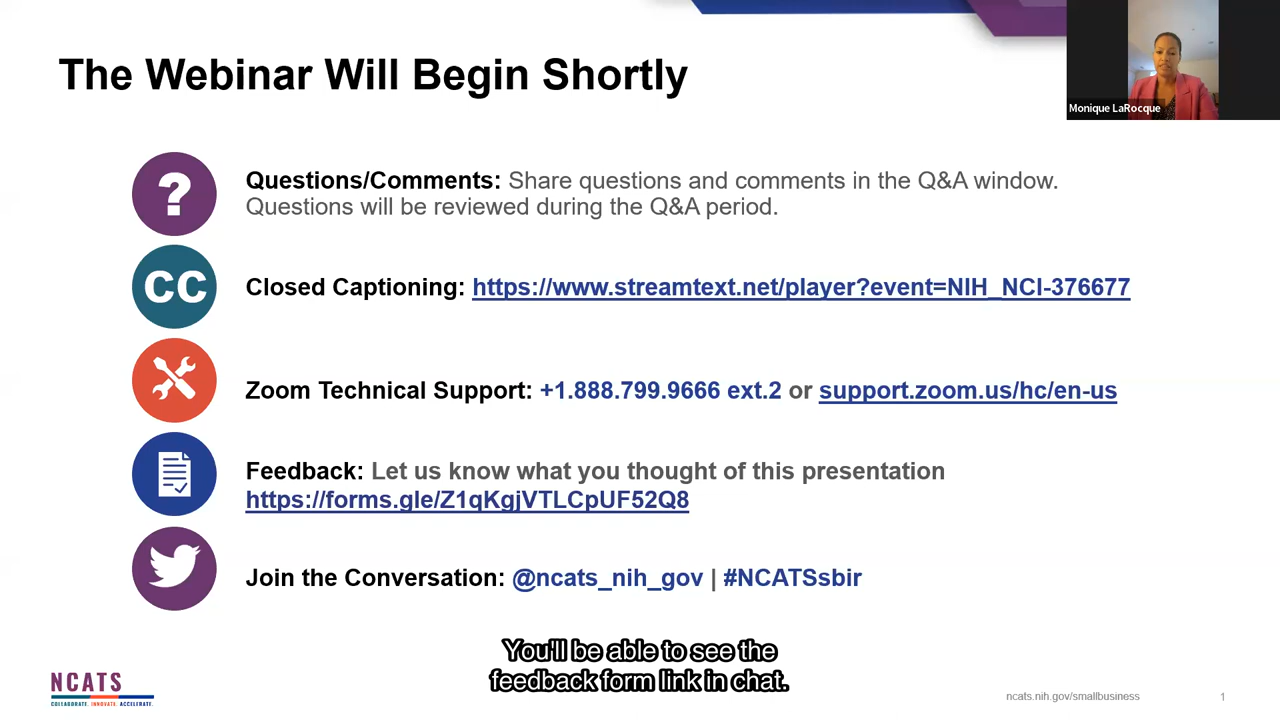 The Webinar Will Begin Shortly
Monique LaRocque
?
Questions/Comments: Share questions and comments in the Q&A window.
Questions will be reviewed during the Q&A period.
CC
Closed Captioning: https://www.streamtext.net/player?event=NIH_NCI-376677
Zoom Technical Support: +1.888.799.9666 ext.2 or support.zoom.us/hc/en-us
Feedback: Let us know what you thought of this presentation
https://forms.gle/Z1qKgjVTLCpUF52Q8
Join the Conversation: @ncats_nih_gov | #NCATSsbir
You'll be able to see the
feedback form link in chat.
NCATS
COLLABORATE. INNOVATE. ACCELERATE.
ncats.nih.gov/smallbusiness
1